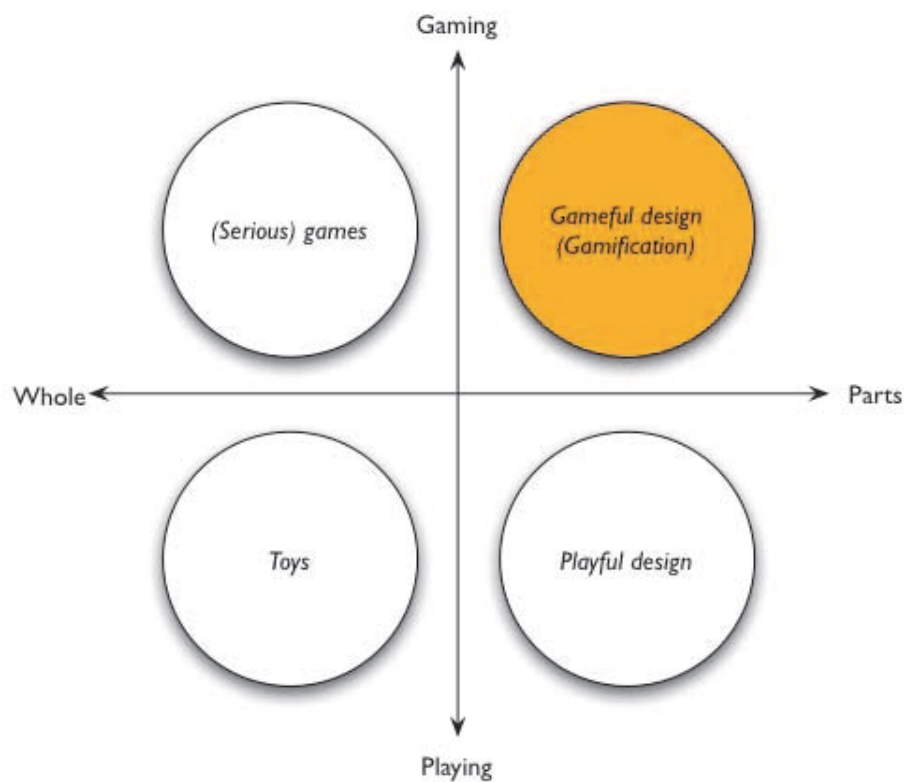 Gaming
(Serious) games
Gameful design
(Gamification)
Whole
Parts
Toys
Playful design
Playing